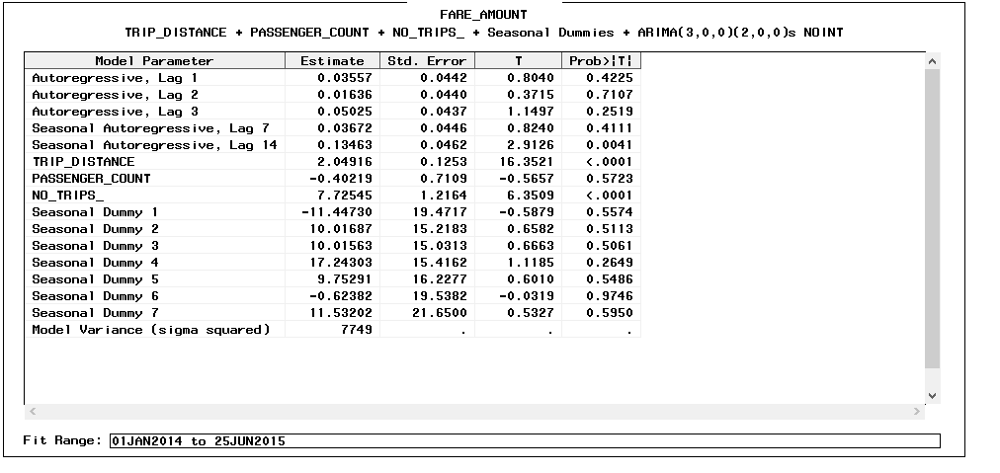 FARE_AMOUNT
TRIP_DISTANCE + PASSENGER_COUNT + NO_TRIPS_ + Seasonal Dummies + ARIMA(3,0,0)(2,0,0)s NOINT
Model Parameter Estimate Std. Error T Prob>|T|
Autoregressive, Lag 1 0.03557 0.0442 0.8040 0.4225
Autoregressive, Lag 2 0.01636 0.0440 0.3715 0.7107
Autoregressive, Lag 3 0.05025 0.0437 1.1497 0.2519
Seasonal Autoregressive, Lag 7 0.03672 0.0446 0.8240 0.4111
Seasonal Autoregressive, Lag 14 0.13463 0.0462 2.9126 0.0041
TRIP_DISTANCE 2.04916 0.1253 16.3521 <.0001
PASSENGER_COUNT -0.40219 0.7109 -0.5657 0.5723
NO_TRIPS_ 7.72545 1.2164 6.3509 <.0001
Seasonal Dummy 1 -11.44730 19.4717 -0.5879 0.5574
Seasonal Dummy 2 10.01687 15.2183 0.6582 0.5113
Seasonal Dummy 3 10.01563 15.0313 0.6663 0.5061
Seasonal Dummy 4 17.24303 15.4162 1.1185 0.2649
Seasonal Dummy 5 9.75291 16.2277 0.6010 0.5486
Seasonal Dummy 6 -0.62382 19.5382 -0.0319 0.9746
Seasonal Dummy 7 11.53202 21.6500 0.5327 0.5950
Model Variance (sigma squared) 7749 . . .
Fit Range: 01JAN2014 to 25JUN2015